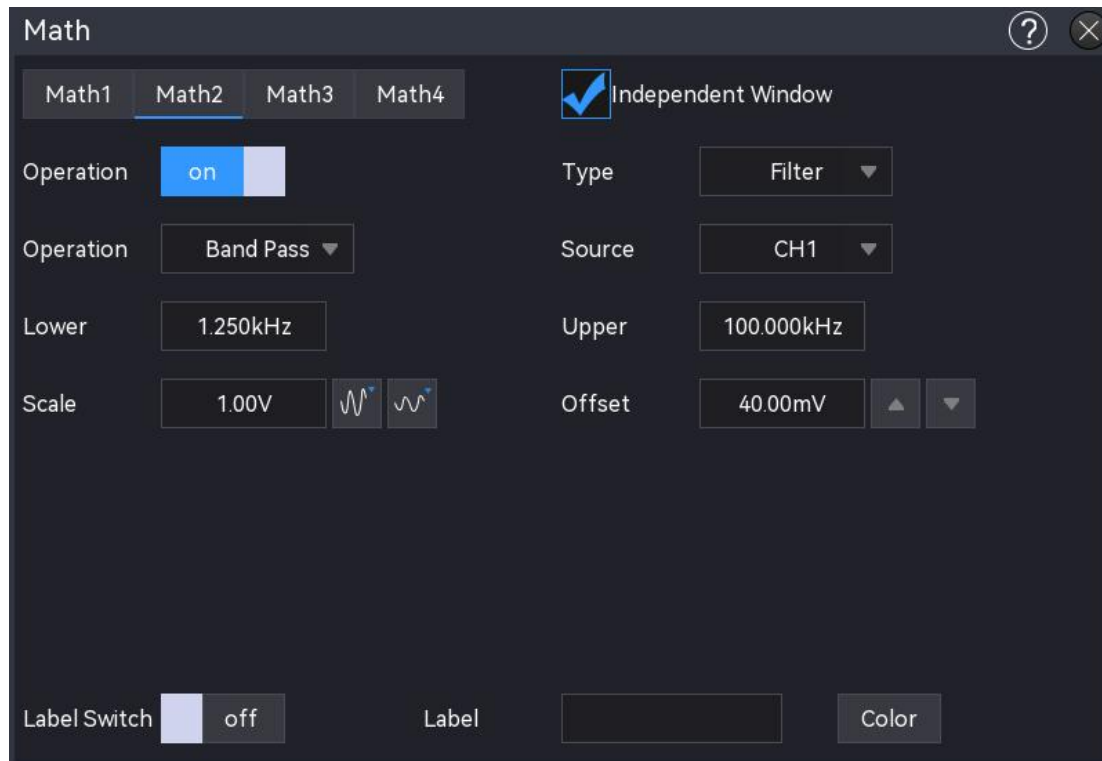 Math
Math1 Math2 Math3 Math4 Independent Window
Operation on Type Filter
Operation Band Pass Source CH1
Lower 1.250kHz Upper 100.000kHz
Scale 1.00V Offset 40.00mV
Label Switch off Label Color